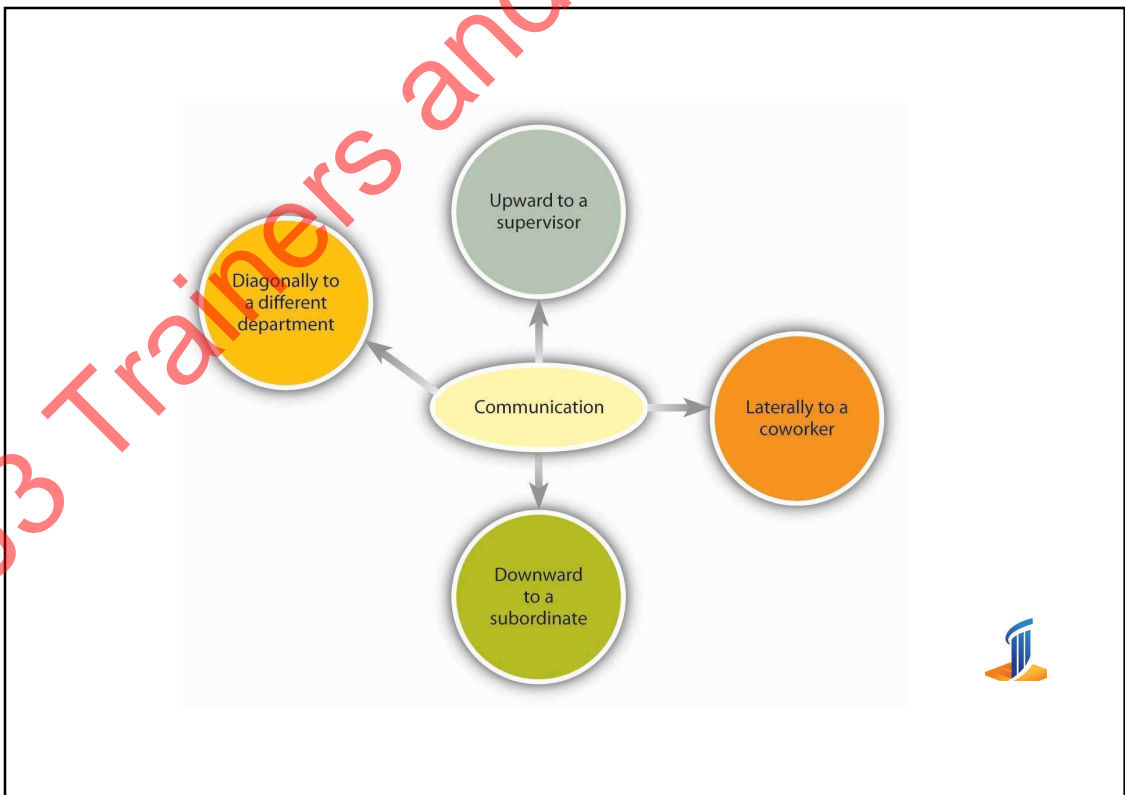 Upward to a
supervisor
Diagonally to
a different
department
Communication
Laterally to a
coworker
Downward
to a
subordinate
3 Trainers and